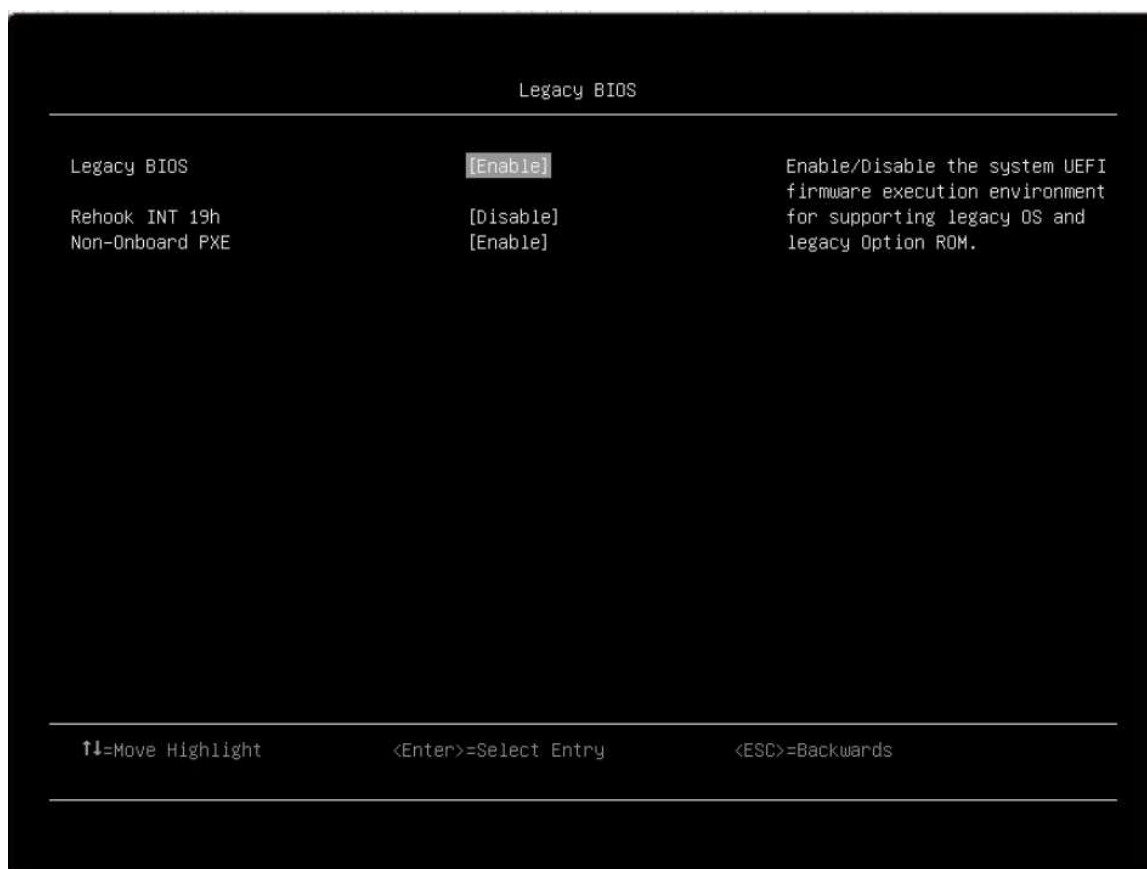 Legacy BIOS
Legacy BIOS [Enable] Enable/Disable the system UEFI
firmware execution environment
Rehook INT 19h [Disable] for supporting legacy OS and
Non-Onboard PXE [Enable] legacy Option ROM.
↑↓=Move Highlight <Enter>=Select Entry <ESC>=Backwards